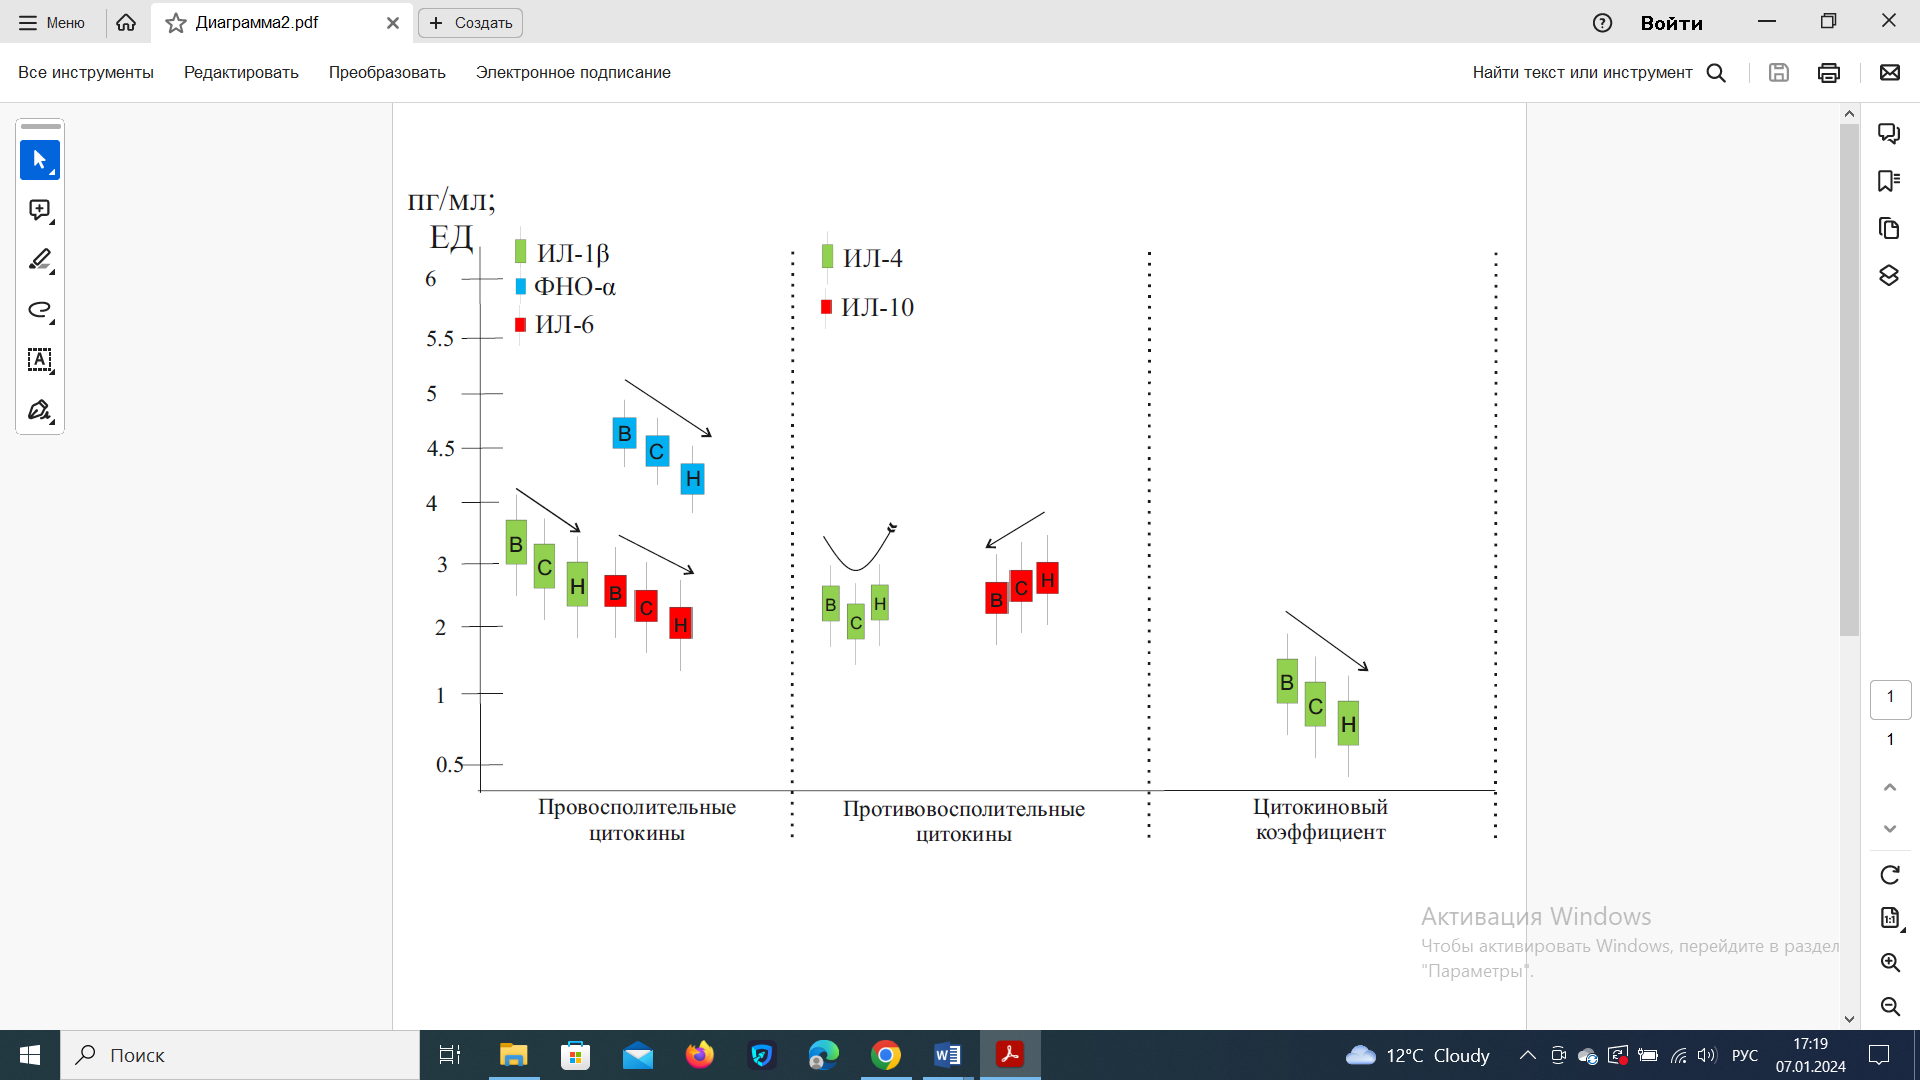 Меню
Диаграмма2.pdf
Создать
Войти
Все инструменты
Редактировать
Преобразовать
Электронное подписание
Найти текст или инструмент
пг/мл;
ЕД
ИЛ-1β
ФНО-α
ИЛ-6
ИЛ-4
ИЛ-10
6
5.5
5
4.5
4
3
2
1
0.5
В С Н
В С Н
В С Н
В С Н
В С Н
В С Н
Провосполительные
цитокины
Противовосполительные
цитокины
Цитокиновый
коэффициент
1
1
Активация Windows
Чтобы активировать Windows, перейдите в раздел
"Параметры".
Поиск
12°C Cloudy
РУС
17:19
07.01.2024